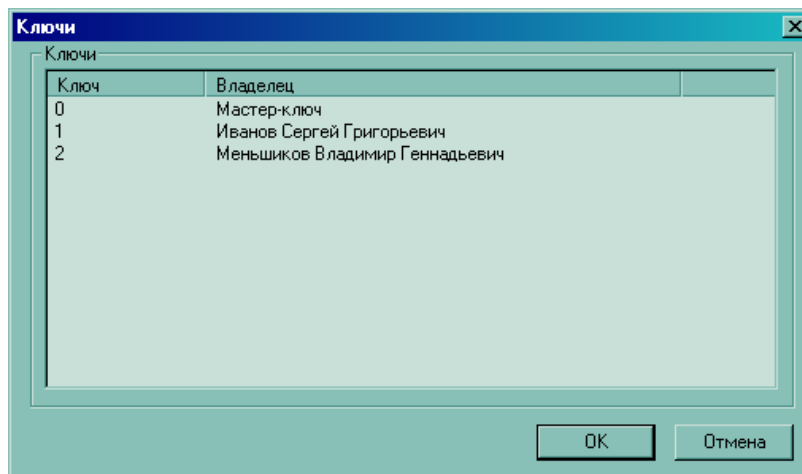 Ключи
Ключи
Ключ Владелец
0 Мастер-ключ
1 Иванов Сергей Григорьевич
2 Меньшиков Владимир Геннадьевич
OK Отмена